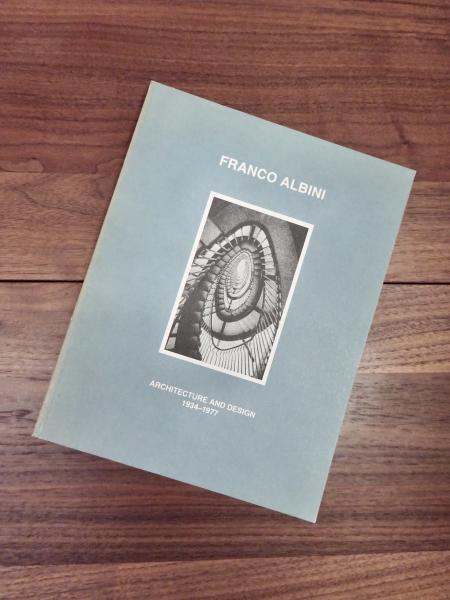 FRANCO ALBINI
ARCHITECTURE AND DESIGN
1934–1977